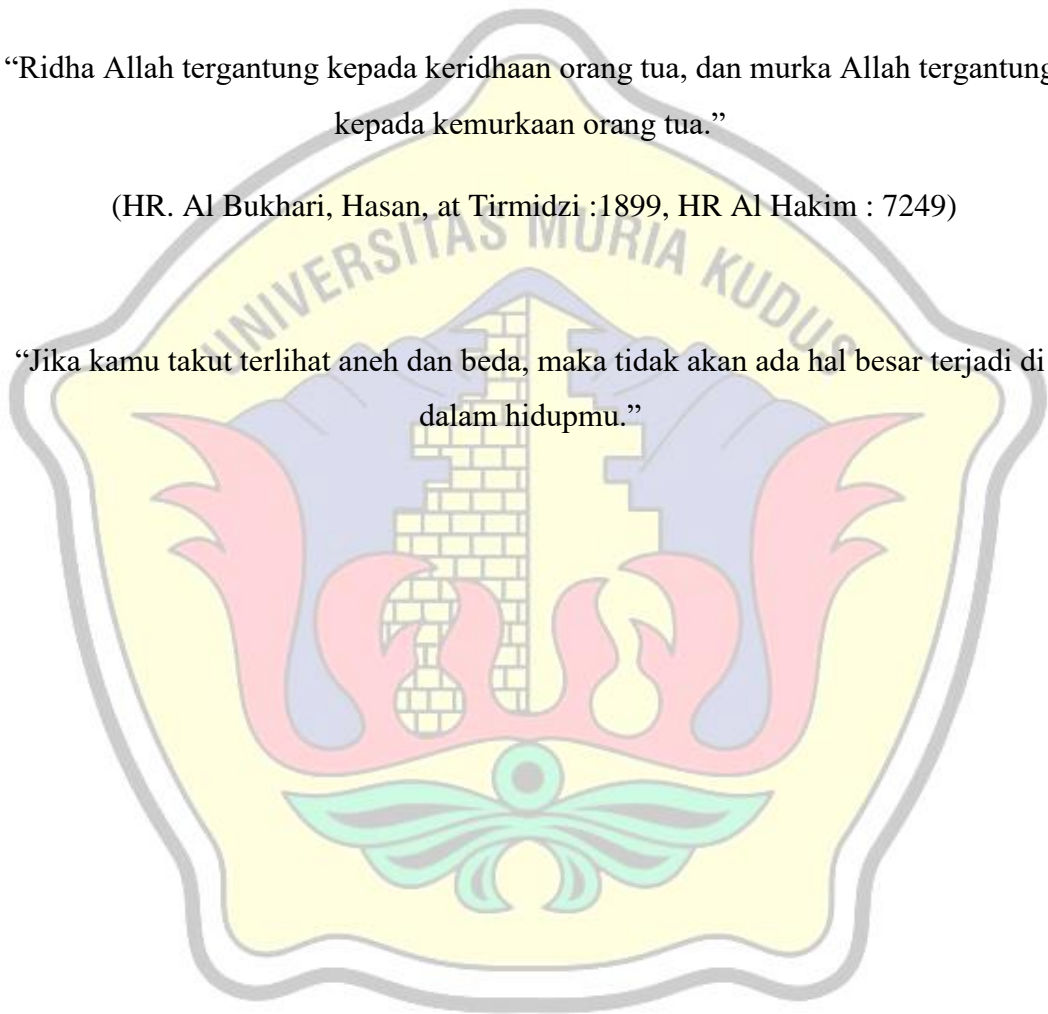 “Ridha Allah tergantung kepada keridhaan orang tua, dan murka Allah tergantung
kepada kemurkaan orang tua.”
(HR. Al Bukhari, Hasan, at Tirmidzi :1899, HR Al Hakim : 7249)
UNIVERSITAS MURIA KUDUS
“Jika kamu takut terlihat aneh dan beda, maka tidak akan ada hal besar terjadi di
dalam hidupmu.”